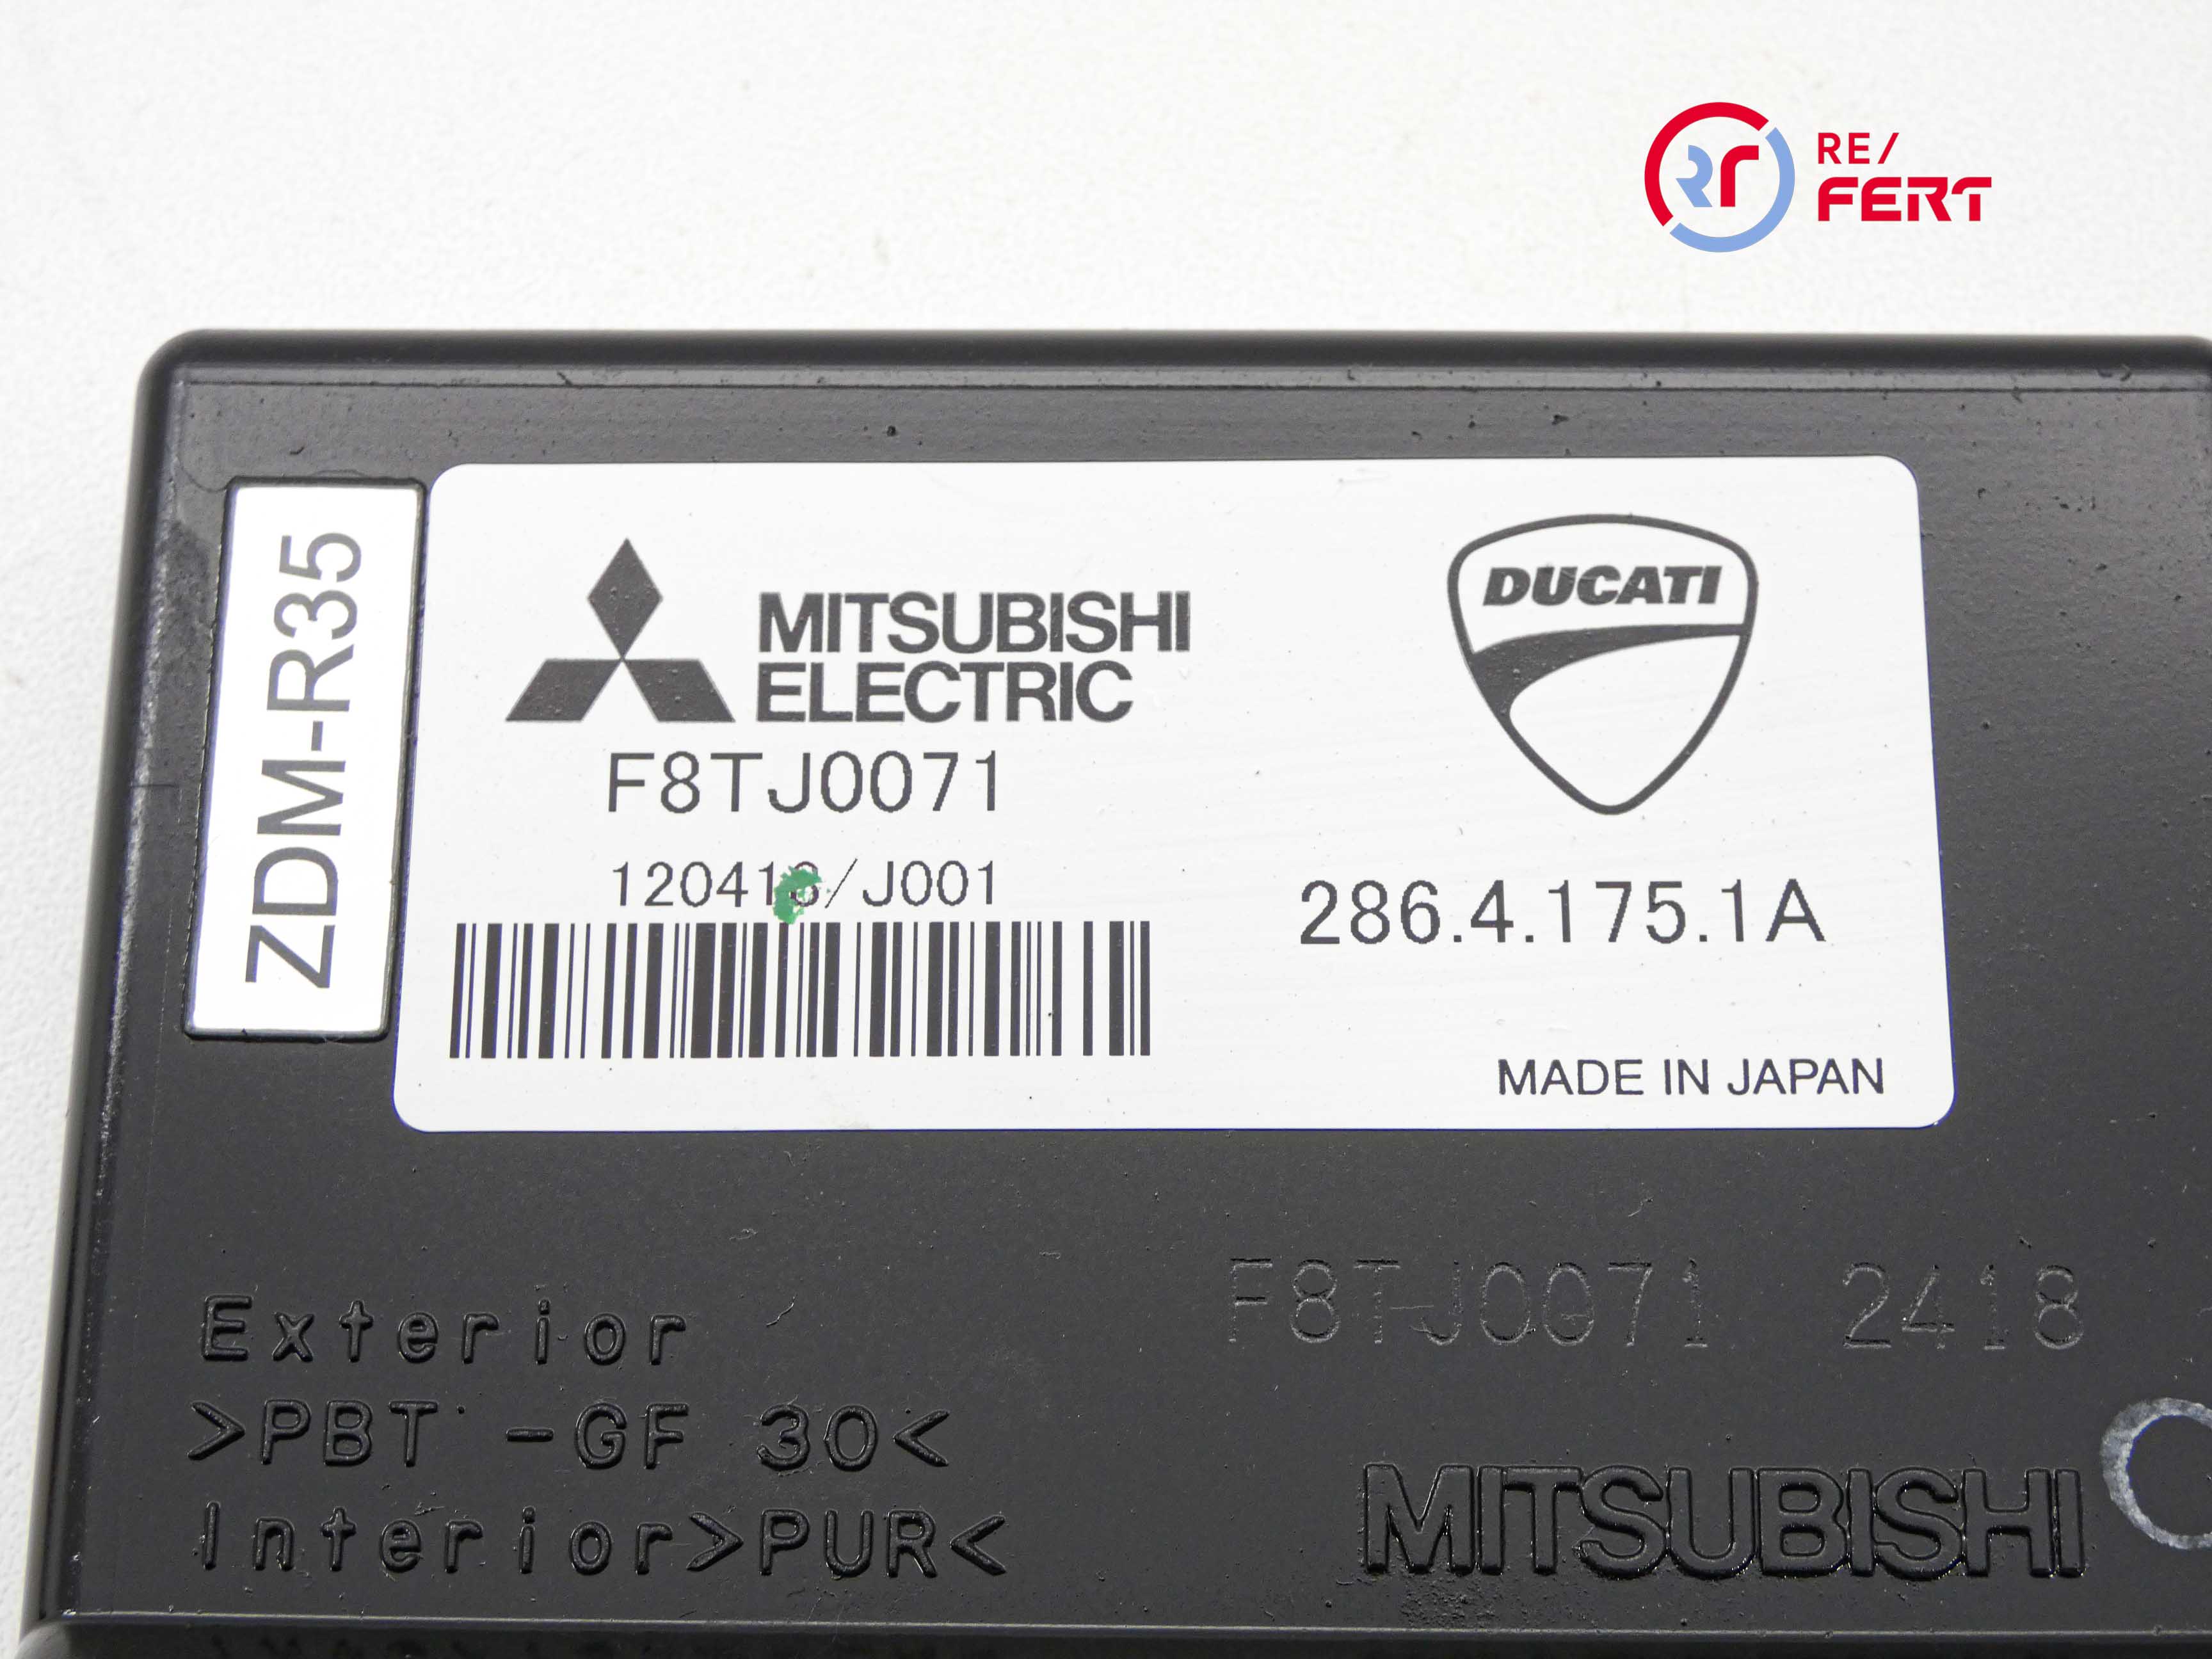 RE/
FERT
ZDM-R35
MITSUBISHI
ELECTRIC
DUCATI
F8TJ0071
120418/J001
286.4.175.1A
MADE IN JAPAN
F8TJ0071 2418
Exterior
>PBT -GF 30<
Interior>PUR<
MITSUBISHI